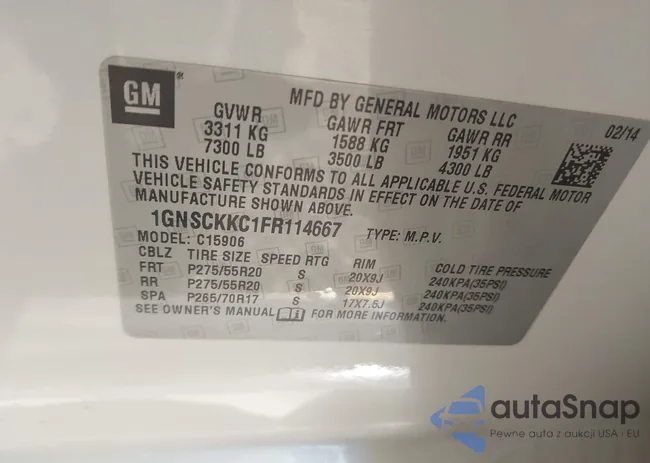 GM
MFD BY GENERAL MOTORS LLC
02/14
GVWR GAWR FRT GAWR RR
3311 KG 1588 KG 1951 KG
7300 LB 3500 LB 4300 LB
THIS VEHICLE CONFORMS TO ALL APPLICABLE U.S. FEDERAL MOTOR
VEHICLE SAFETY STANDARDS IN EFFECT ON THE DATE OF
MANUFACTURE SHOWN ABOVE.
1GNSCKKC1FR114667 TYPE: M.P.V.
MODEL: C15906
CBLZ TIRE SIZE SPEED RTG RIM COLD TIRE PRESSURE
FRT P275/55R20 S 20X9J 240KPA(35PSI)
RR P275/55R20 S 20X9J 240KPA(35PSI)
SPA P265/70R17 S 17X7.5J 240KPA(35PSI)
SEE OWNER'S MANUAL FOR MORE INFORMATION.
autaSnap
Pewne auta z aukcji USA i EU